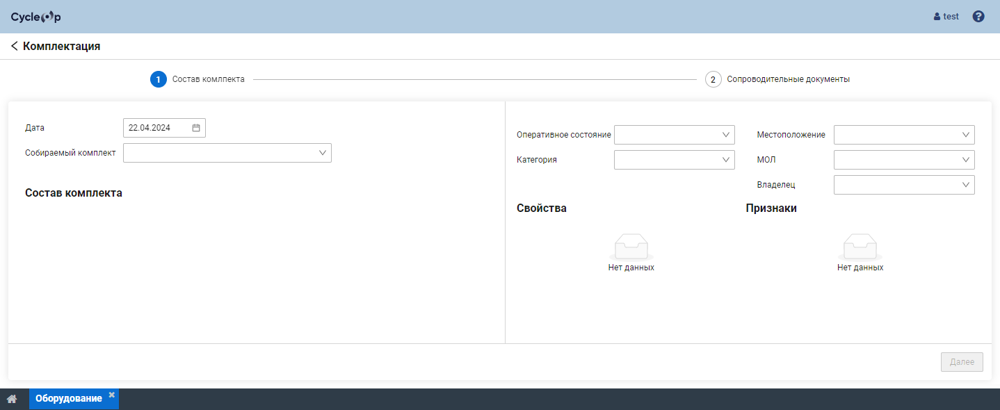 CycleOp
test
?
Комплектация
1 Состав комлпекта
2 Сопроводительные документы
Дата 22.04.2024
Собираемый комплект
Состав комплекта
Оперативное состояние
Местоположение
Категория
МОЛ
Владелец
Свойства
Признаки
Нет данных
Нет данных
Далее
Оборудование